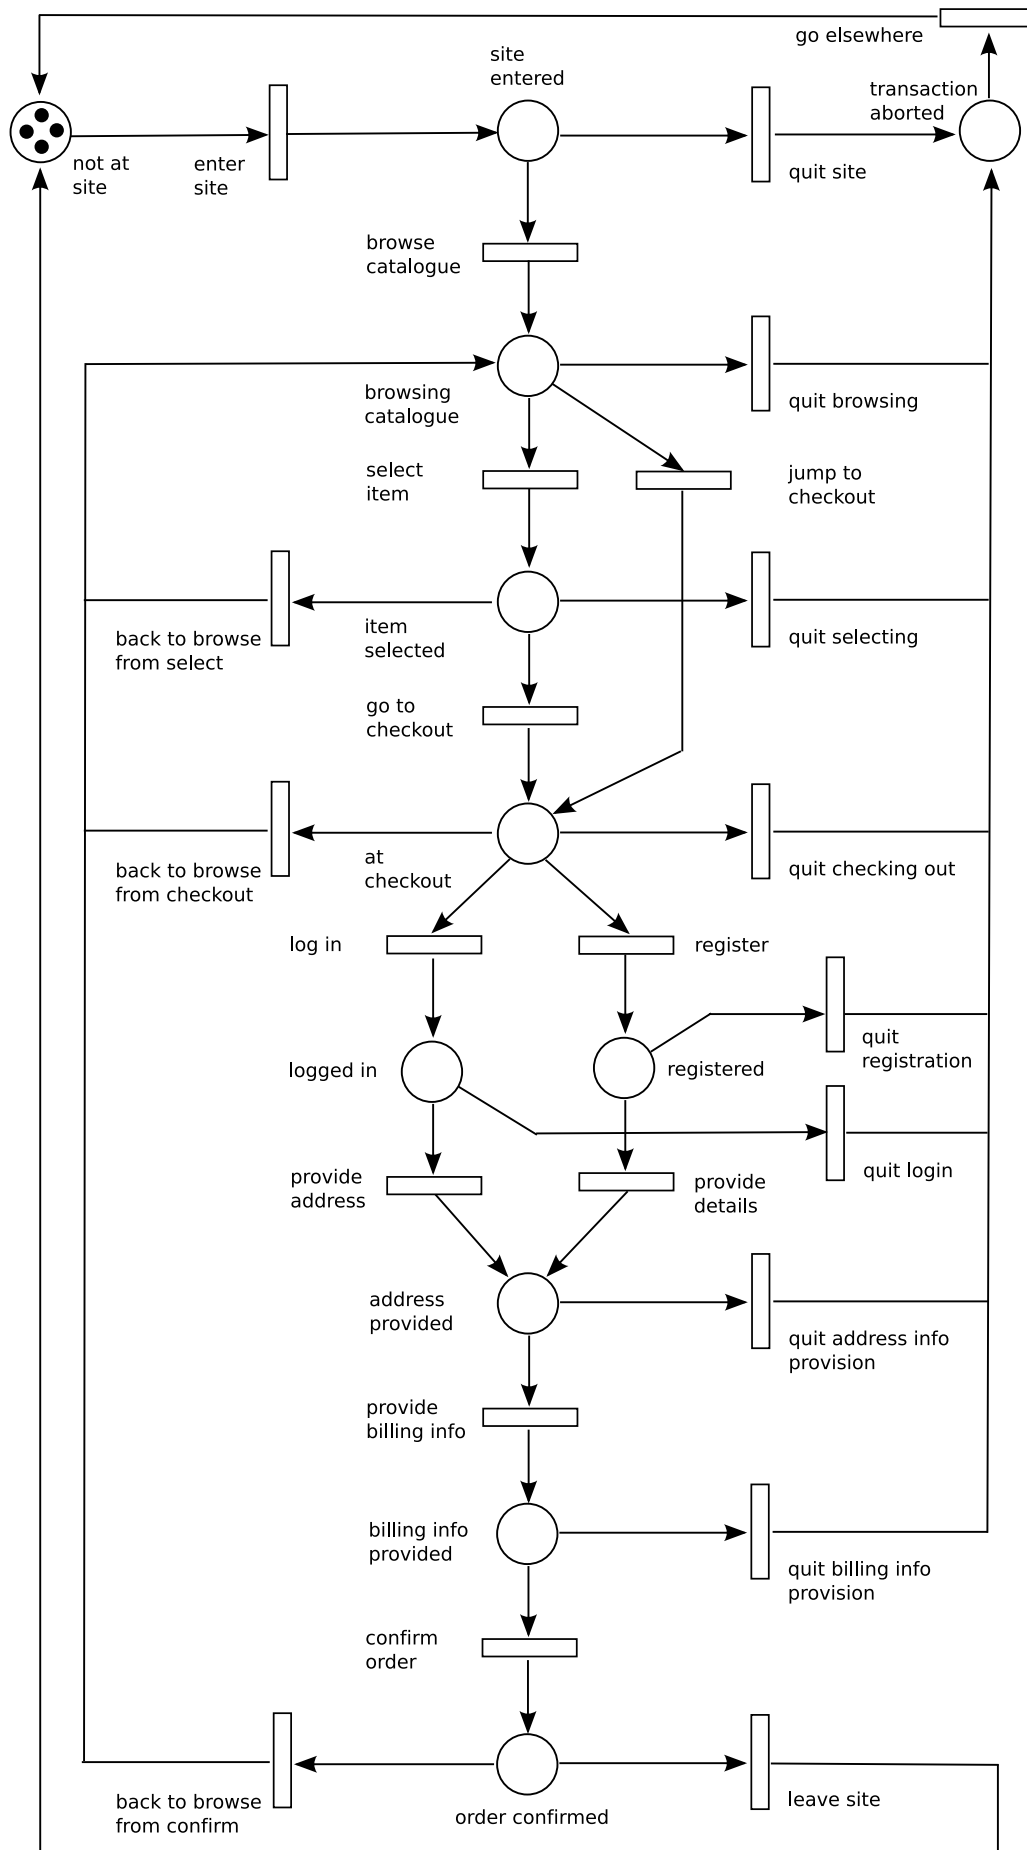 go elsewhere
site
entered
transaction
aborted
not at
site
enter
site
quit site
browse
catalogue
browsing
catalogue
quit browsing
select
item
jump to
checkout
back to browse
from select
item
selected
quit selecting
go to
checkout
back to browse
from checkout
at
checkout
quit checking out
log in
register
quit
registration
logged in
registered
provide
address
provide
details
quit login
address
provided
quit address info
provision
provide
billing info
billing info
provided
quit billing info
provision
confirm
order
back to browse
from confirm
order confirmed
leave site